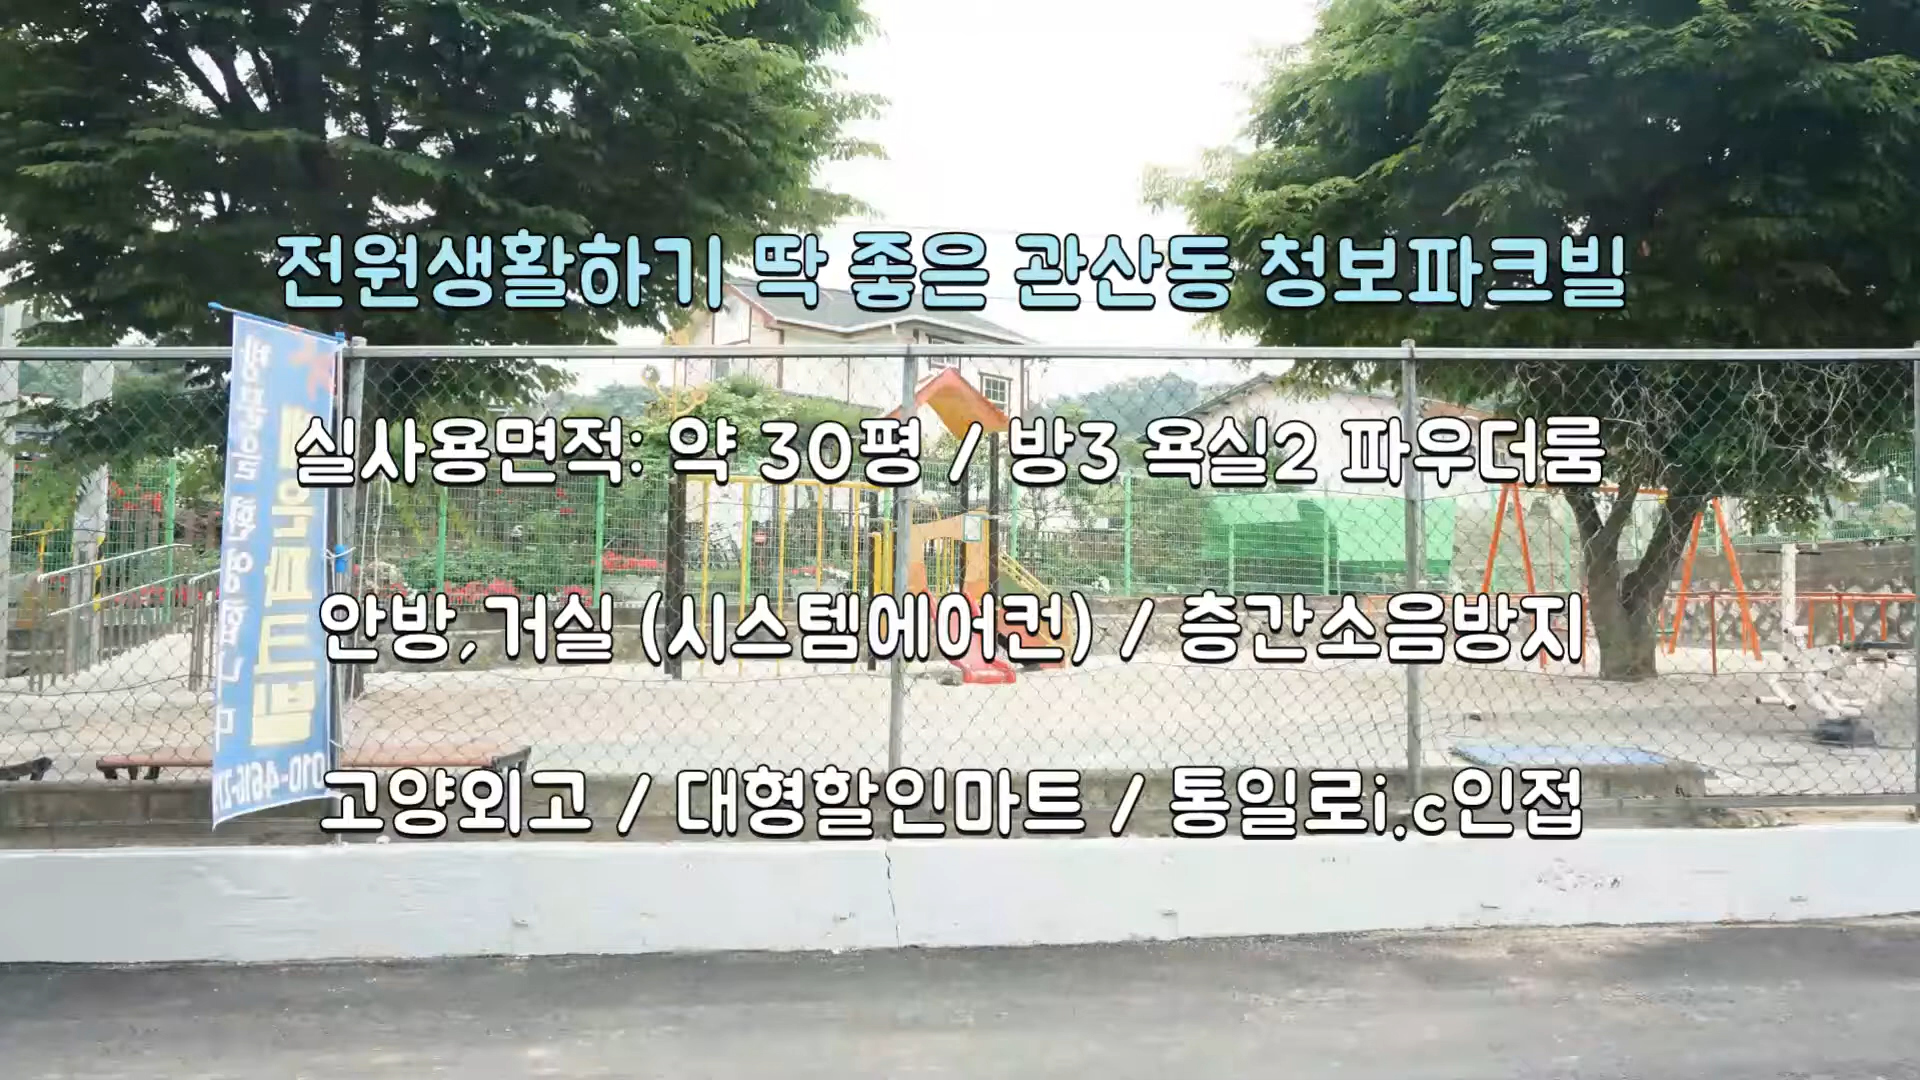 전원생활하기 딱 좋은 관산동 청보파크빌
실사용면적: 약 30평 / 방3 욕실2 파우더룸
안방,거실 (시스템에어컨) / 층간소음방지
고양외고 / 대형할인마트 / 통일로i.c인접
파크빌